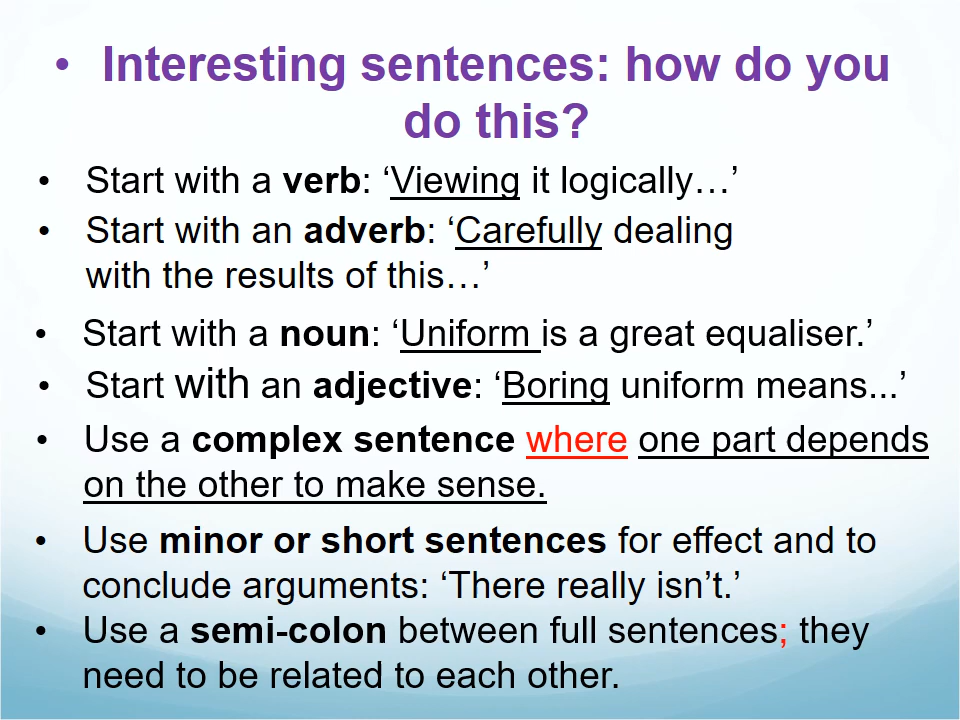 • Interesting sentences: how do you
do this?
• Start with a verb: ‘Viewing it logically…’
• Start with an adverb: ‘Carefully dealing
with the results of this…’
• Start with a noun: ‘Uniform is a great equaliser.’
• Start with an adjective: ‘Boring uniform means...’
• Use a complex sentence where one part depends
on the other to make sense.
• Use minor or short sentences for effect and to
conclude arguments: ‘There really isn’t.’
• Use a semi-colon between full sentences; they
need to be related to each other.